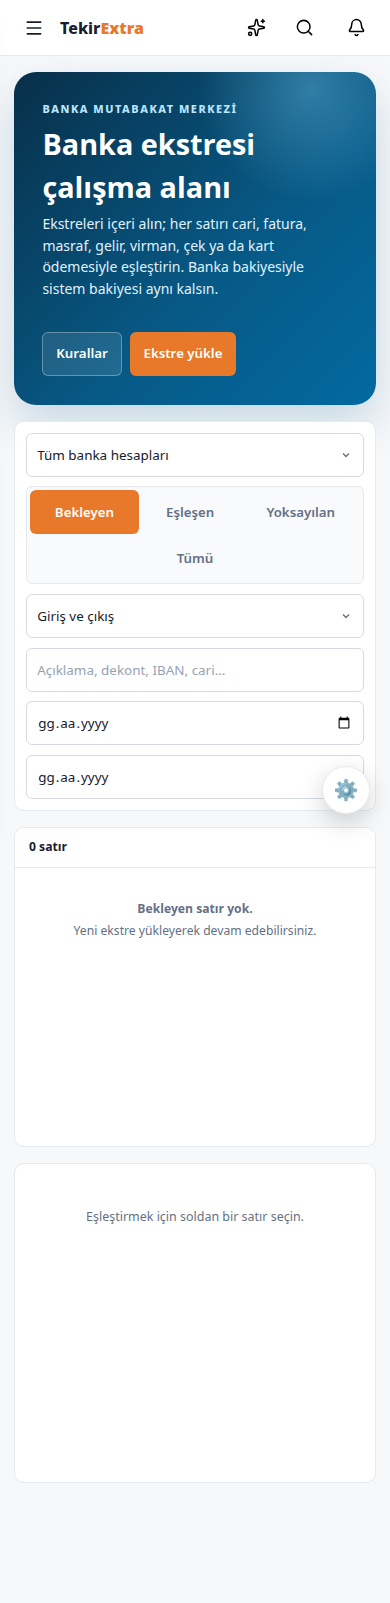 TekirExtra
BANKA MUTABAKAT MERKEZİ
Banka ekstresi
çalışma alanı
Ekstreleri içeri alın; her satırı cari, fatura,
masraf, gelir, virman, çek ya da kart
ödemesiyle eşleştirin. Banka bakiyesiyle
sistem bakiyesi aynı kalsın.
Kurallar
Ekstre yükle
Tüm banka hesapları
Bekleyen
Eşleşen
Yoksayılan
Tümü
Giriş ve çıkış
Açıklama, dekont, IBAN, cari...
gg.aa.yyyy
gg.aa.yyyy
0 satır
Bekleyen satır yok.
Yeni ekstre yükleyerek devam edebilirsiniz.
Eşleştirmek için soldan bir satır seçin.